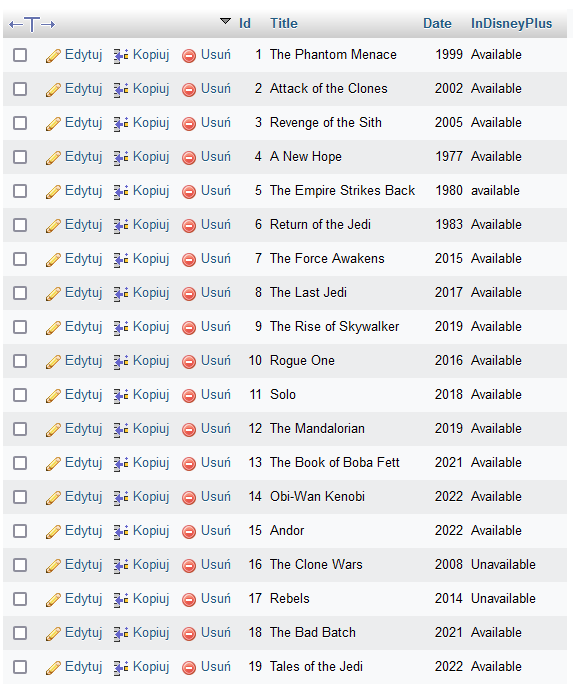 Id Title Date InDisneyPlus
Edytuj Kopiuj Usuń 1 The Phantom Menace 1999 Available
Edytuj Kopiuj Usuń 2 Attack of the Clones 2002 Available
Edytuj Kopiuj Usuń 3 Revenge of the Sith 2005 Available
Edytuj Kopiuj Usuń 4 A New Hope 1977 Available
Edytuj Kopiuj Usuń 5 The Empire Strikes Back 1980 available
Edytuj Kopiuj Usuń 6 Return of the Jedi 1983 Available
Edytuj Kopiuj Usuń 7 The Force Awakens 2015 Available
Edytuj Kopiuj Usuń 8 The Last Jedi 2017 Available
Edytuj Kopiuj Usuń 9 The Rise of Skywalker 2019 Available
Edytuj Kopiuj Usuń 10 Rogue One 2016 Available
Edytuj Kopiuj Usuń 11 Solo 2018 Available
Edytuj Kopiuj Usuń 12 The Mandalorian 2019 Available
Edytuj Kopiuj Usuń 13 The Book of Boba Fett 2021 Available
Edytuj Kopiuj Usuń 14 Obi-Wan Kenobi 2022 Available
Edytuj Kopiuj Usuń 15 Andor 2022 Available
Edytuj Kopiuj Usuń 16 The Clone Wars 2008 Unavailable
Edytuj Kopiuj Usuń 17 Rebels 2014 Unavailable
Edytuj Kopiuj Usuń 18 The Bad Batch 2021 Available
Edytuj Kopiuj Usuń 19 Tales of the Jedi 2022 Available